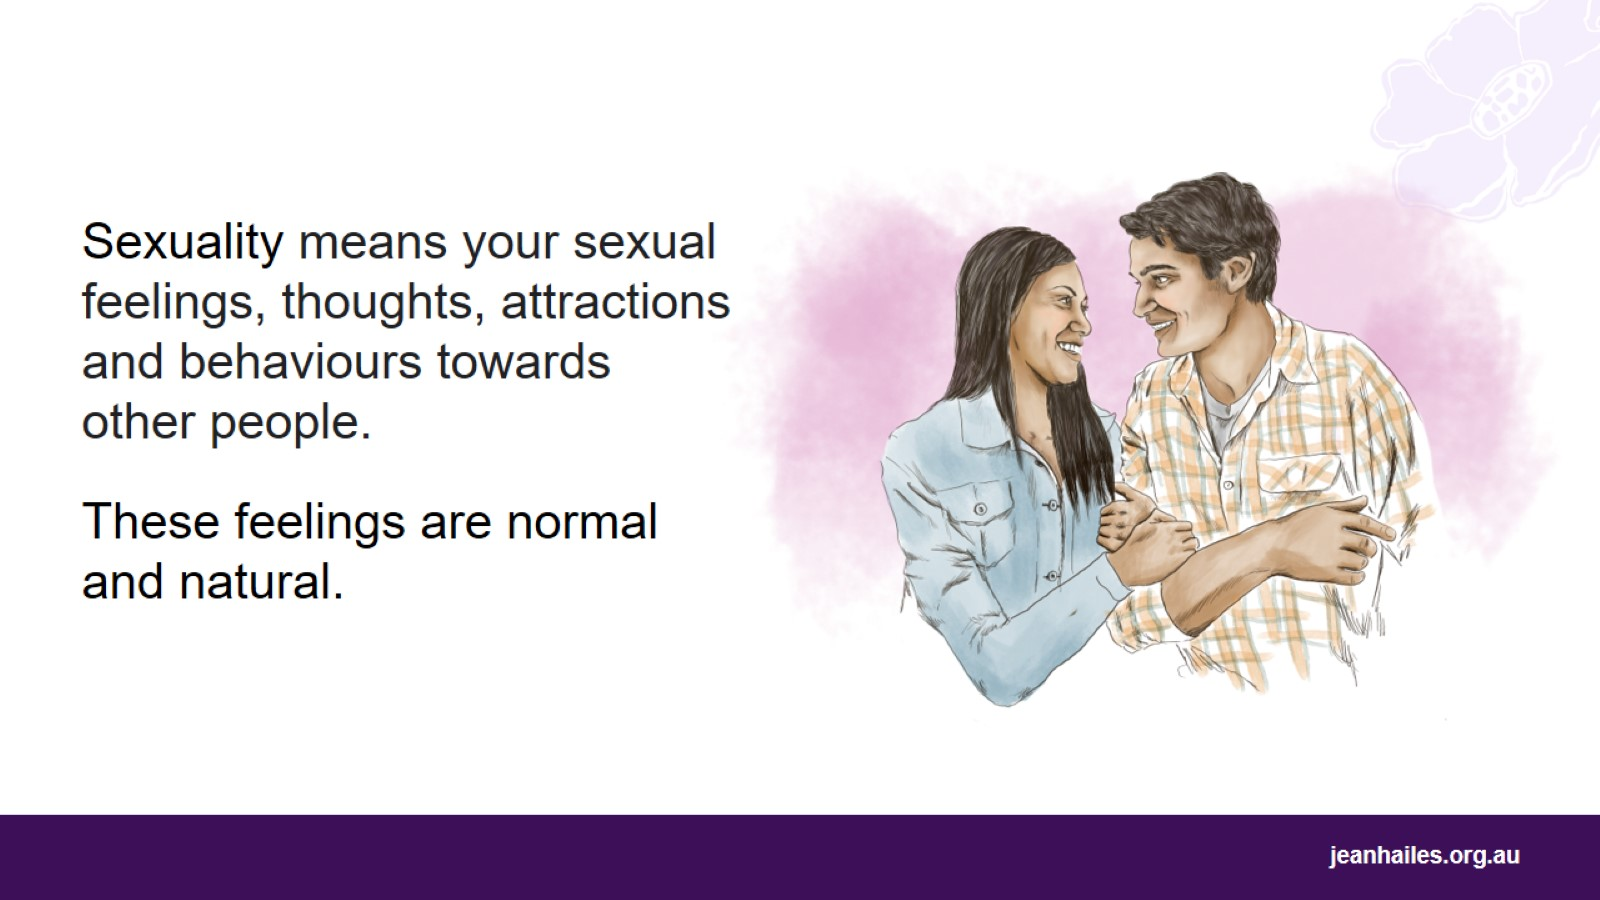 Sexuality means your sexual
feelings, thoughts, attractions
and behaviours towards
other people.
These feelings are normal
and natural.
jeanhailes.org.au